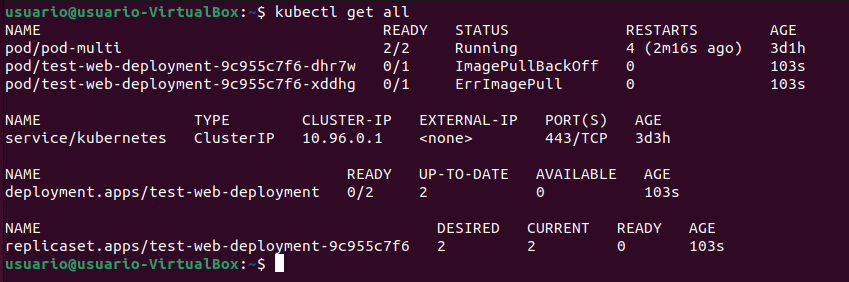 usuario@usuario-VirtualBox:~$ kubectl get all
NAME READY STATUS RESTARTS AGE
pod/pod-multi 2/2 Running 4 (2m16s ago) 3d1h
pod/test-web-deployment-9c955c7f6-dhr7w 0/1 ImagePullBackOff 0 103s
pod/test-web-deployment-9c955c7f6-xddhg 0/1 ErrImagePull 0 103s
NAME TYPE CLUSTER-IP EXTERNAL-IP PORT(S) AGE
service/kubernetes ClusterIP 10.96.0.1 <none> 443/TCP 3d3h
NAME READY UP-TO-DATE AVAILABLE AGE
deployment.apps/test-web-deployment 0/2 2 0 103s
NAME DESIRED CURRENT READY AGE
replicaset.apps/test-web-deployment-9c955c7f6 2 2 0 103s
usuario@usuario-VirtualBox:~$